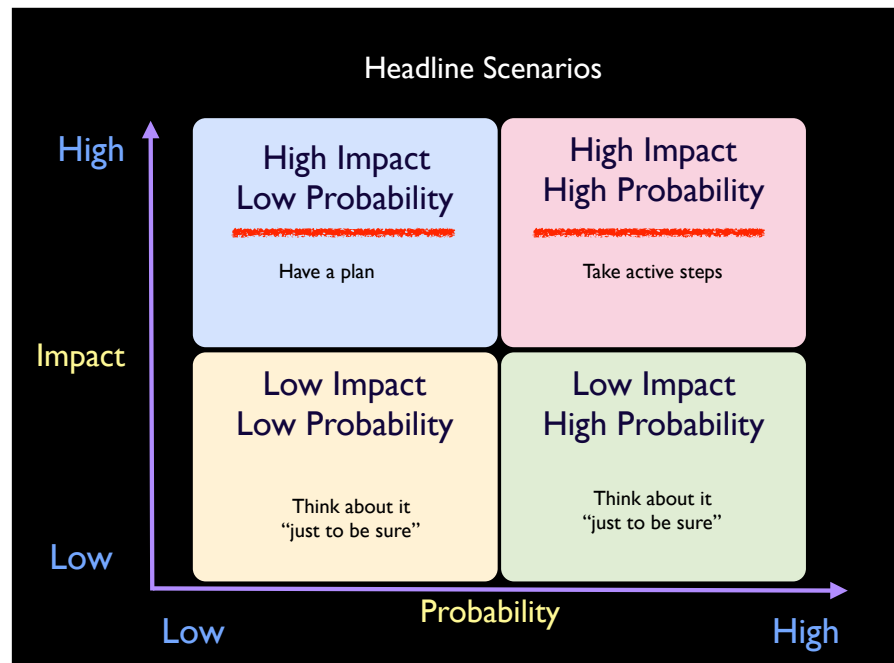 Headline Scenarios
High
High Impact
Low Probability
Have a plan
High Impact
High Probability
Take active steps
Impact
Low Impact
Low Probability
Think about it
“just to be sure”
Low Impact
High Probability
Think about it
“just to be sure”
Low
Probability
Low
High